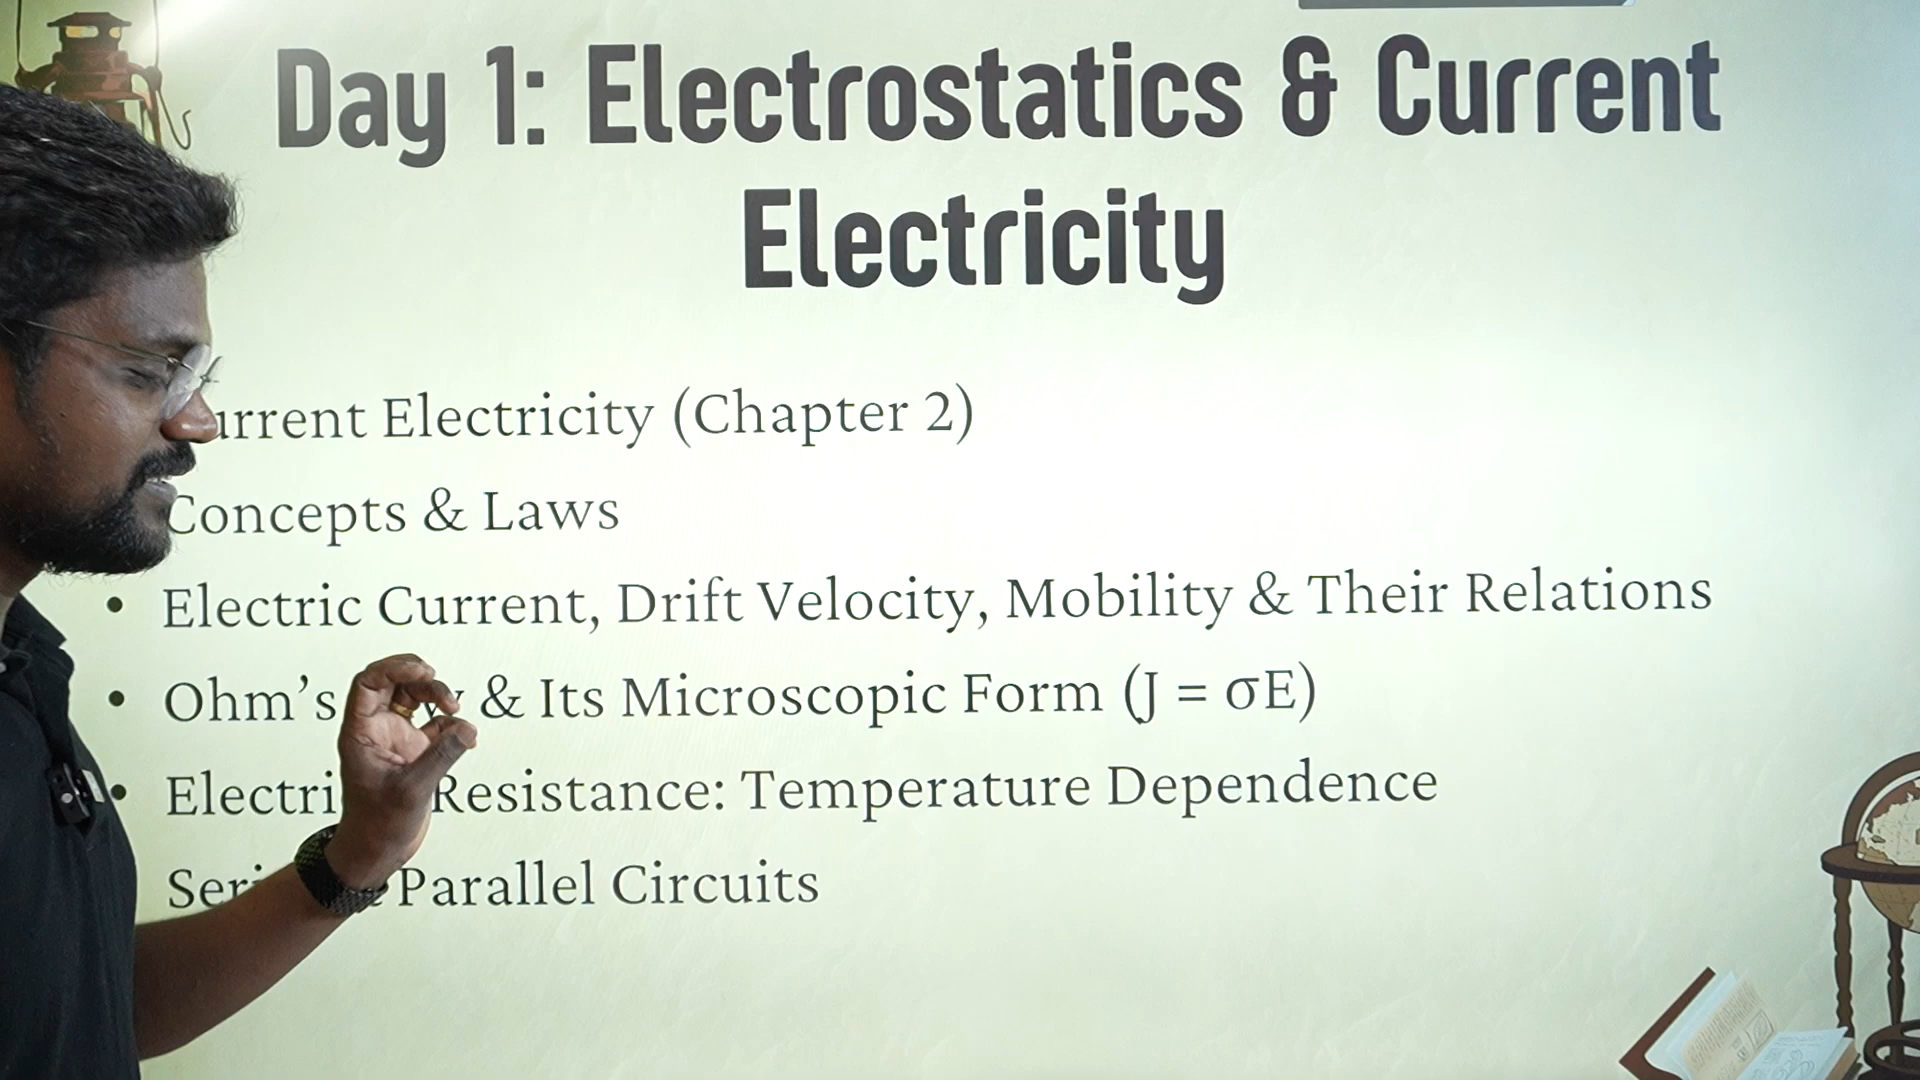 Day 1: Electrostatics & Current
Electricity
urrent Electricity (Chapter 2)
Concepts & Laws
• Electric Current, Drift Velocity, Mobility & Their Relations
• Ohm's & Its Microscopic Form (J = σE)
• Resistance: Temperature Dependence
Parallel Circuits